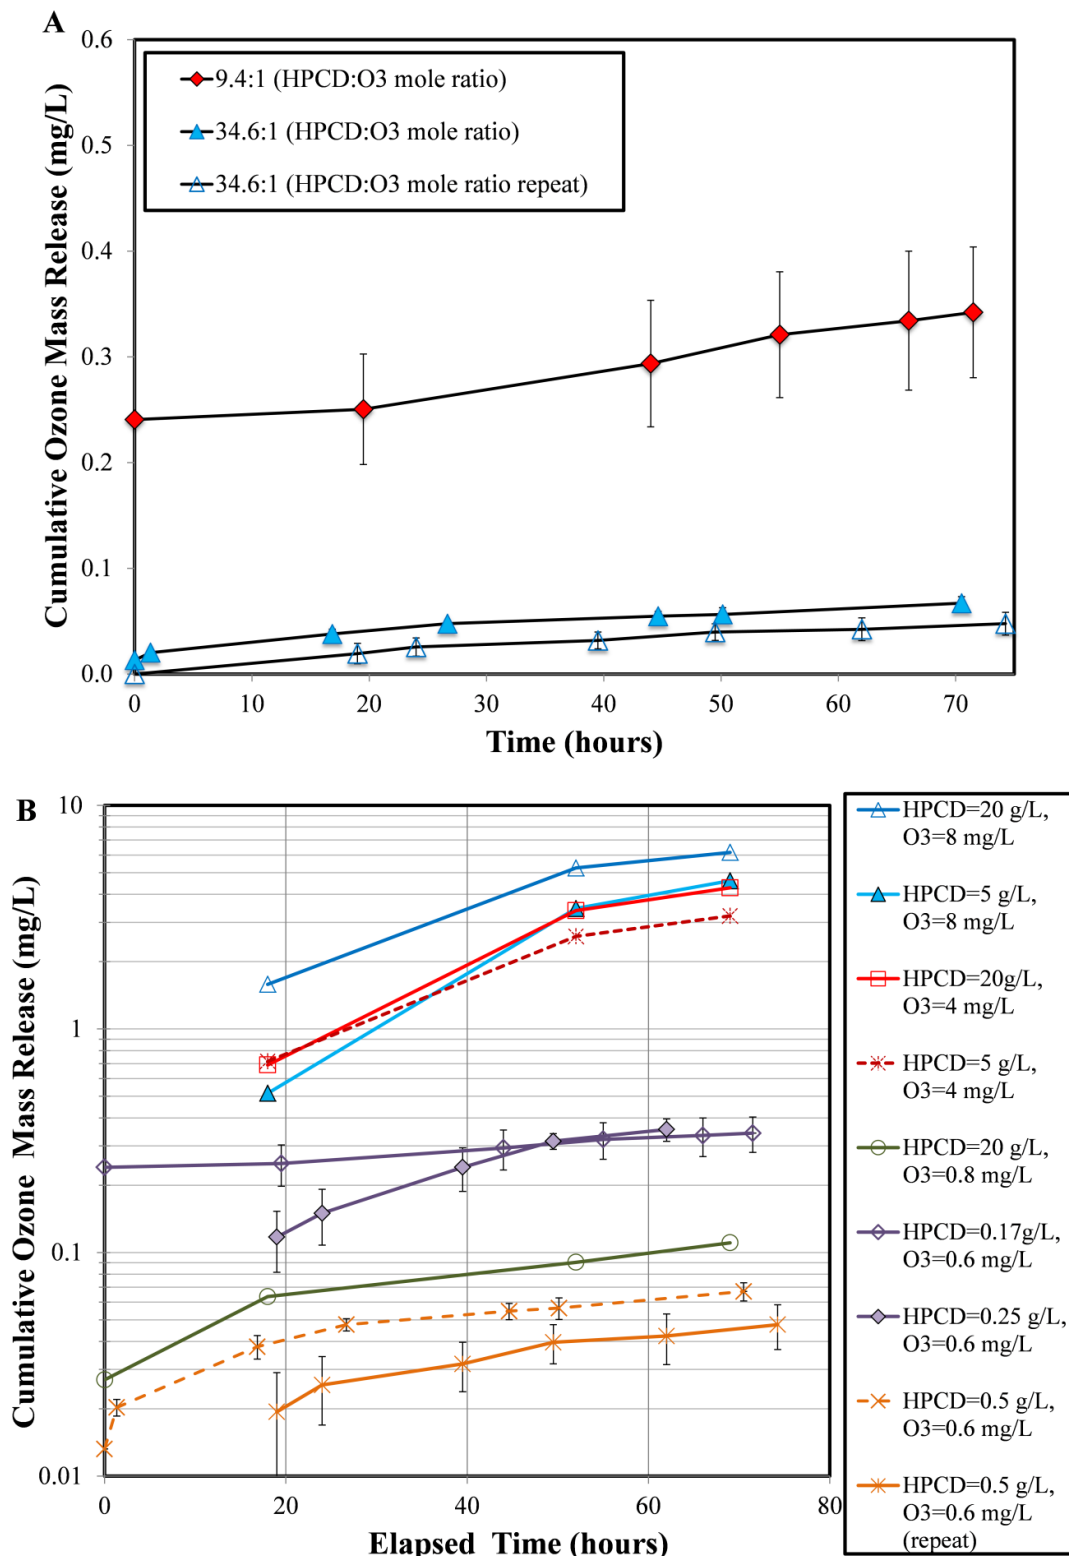 A
0.6
0.5
0.4
0.3
0.2
0.1
0.0
Cumulative Ozone Mass Release (mg/L)
9.4:1 (HPCD:O3 mole ratio)
34.6:1 (HPCD:O3 mole ratio)
34.6:1 (HPCD:O3 mole ratio repeat)
0 10 20 30 40 50 60 70
Time (hours)
B
10
1
0.1
0.01
Cumulative Ozone Mass Release (mg/L)
0 20 40 60 80
Elapsed Time (hours)
HPCD=20 g/L,
O3=8 mg/L
HPCD=5 g/L,
O3=8 mg/L
HPCD=20g/L,
O3=4 mg/L
HPCD=5 g/L,
O3=4 mg/L
HPCD=20 g/L,
O3=0.8 mg/L
HPCD=0.17g/L,
O3=0.6 mg/L
HPCD=0.25 g/L,
O3=0.6 mg/L
HPCD=0.5 g/L,
O3=0.6 mg/L
HPCD=0.5 g/L,
O3=0.6 mg/L
(repeat)